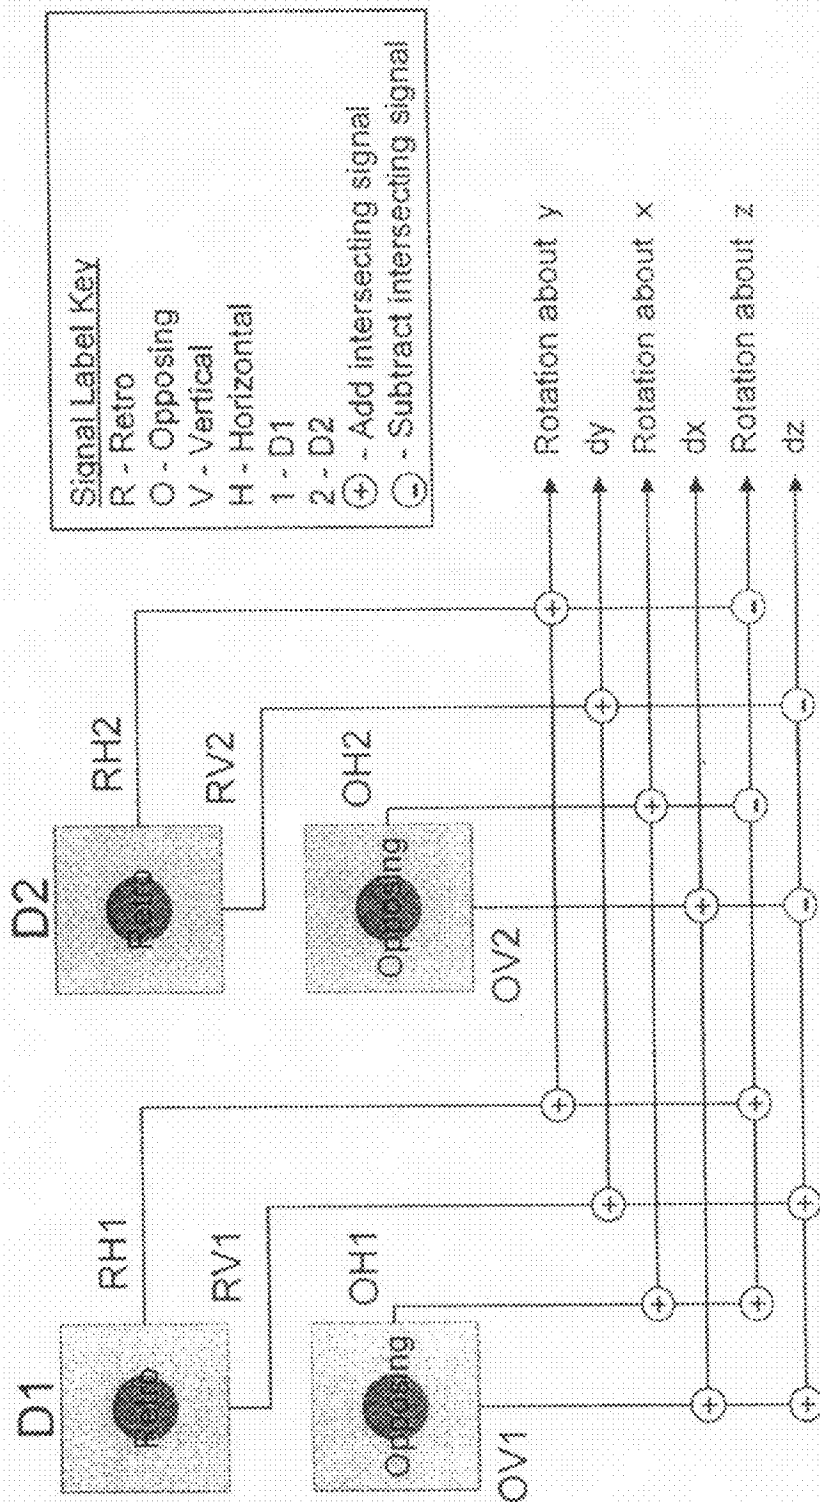 Signal Label Key
R - Retro
O - Opposing
V - Vertical
H - Horizontal
1 - D1
2 - D2
+ - Add intersecting signal
- - Subtract intersecting signal
D1
Retro
RH1
RV1
Opposing
OH1
OV1
D2
Retro
RH2
RV2
Opposing
OH2
OV2
+
+
+
+
+
+
+
+
+
+
+
+
-
-
-
-
Rotation about y
dy
Rotation about x
dx
Rotation about z
dz